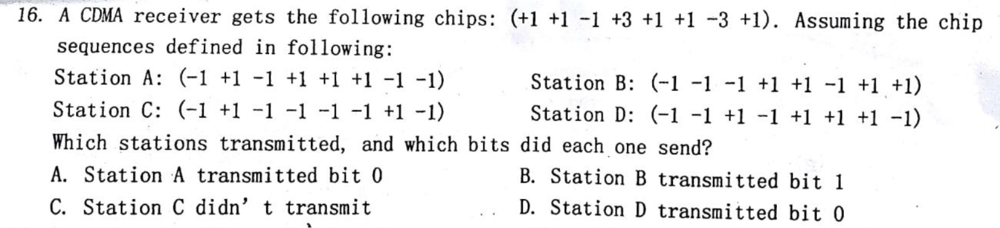 16. A CDMA receiver gets the following chips: (+1 +1 -1 +3 +1 +1 -3 +1). Assuming the chip
sequences defined in following:
Station A: (-1 +1 -1 +1 +1 +1 -1 -1) Station B: (-1 -1 -1 +1 +1 -1 +1 +1)
Station C: (-1 +1 -1 -1 -1 -1 +1 -1) Station D: (-1 -1 +1 -1 +1 +1 +1 -1)
Which stations transmitted, and which bits did each one send?
A. Station A transmitted bit 0 B. Station B transmitted bit 1
C. Station C didn' t transmit D. Station D transmitted bit 0